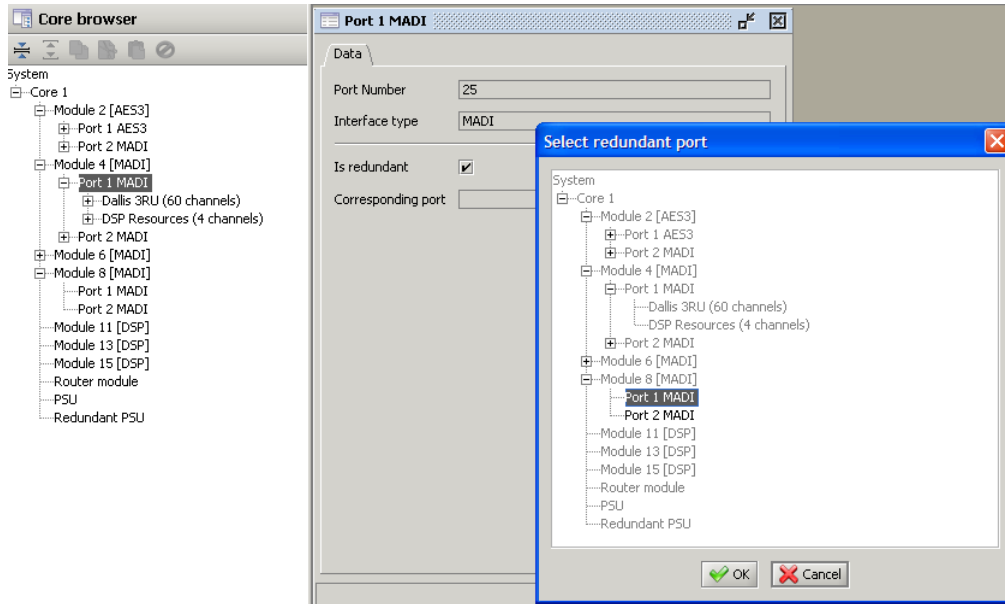 Core browser
System
Core 1
Module 2 [AES3]
Port 1 AES3
Port 2 MADI
Module 4 [MADI]
Port 1 MADI
Dallis 3RU (60 channels)
DSP Resources (4 channels)
Port 2 MADI
Module 6 [MADI]
Module 8 [MADI]
Port 1 MADI
Port 2 MADI
Module 11 [DSP]
Module 13 [DSP]
Module 15 [DSP]
Router module
PSU
Redundant PSU
Port 1 MADI
Data
Port Number 25
Interface type MADI
Is redundant
Corresponding port
Select redundant port
System
Core 1
Module 2 [AES3]
Port 1 AES3
Port 2 MADI
Module 4 [MADI]
Port 1 MADI
Dallis 3RU (60 channels)
DSP Resources (4 channels)
Port 2 MADI
Module 6 [MADI]
Module 8 [MADI]
Port 1 MADI
Port 2 MADI
Module 11 [DSP]
Module 13 [DSP]
Module 15 [DSP]
Router module
PSU
Redundant PSU
OK Cancel